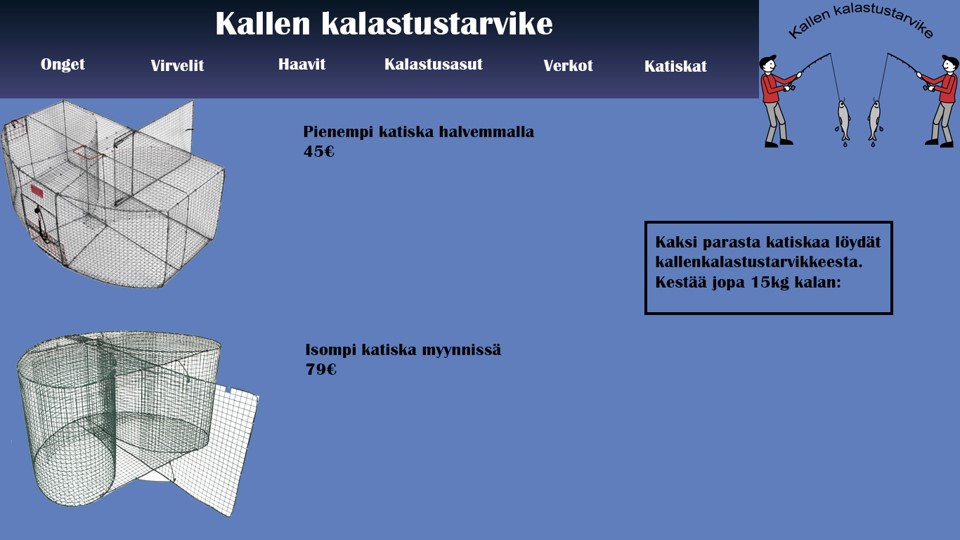 Kallen kalastustarvike
Kallen kalastustarvike
Onget Virvelit Haavit Kalastusasut Verkot Katiskat
Pienempi katiska halvemmalla
45€
Kaksi parasta katiskaa löydät
kallenkalastustarvikkeesta.
Kestää jopa 15kg kalan:
Isompi katiska myynnissä
79€